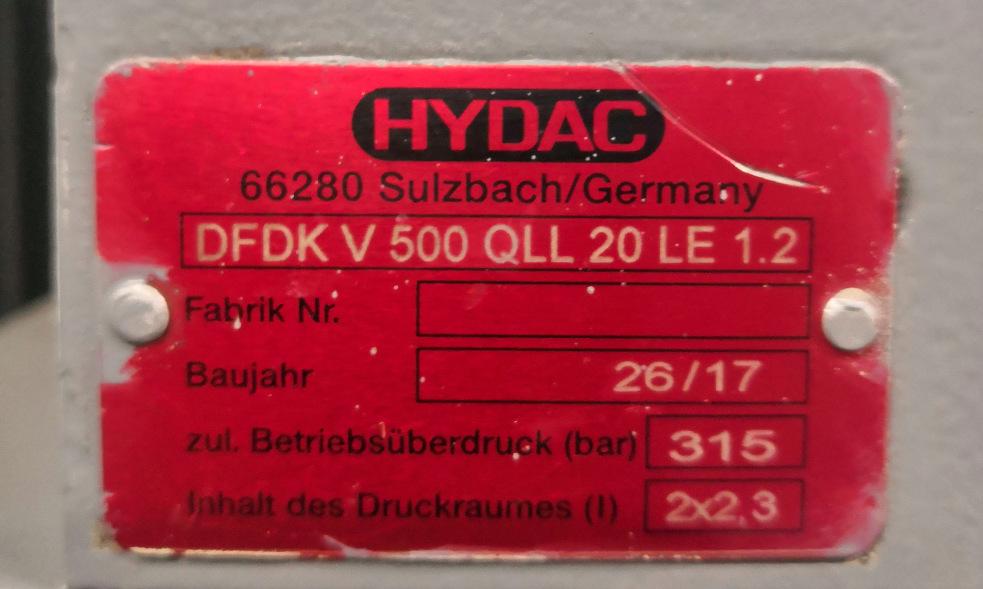 HYDAC
66280 Sulzbach/Germany
DFDK V 500 QLL 20 LE 1.2
Fabrik Nr.
Baujahr 26/17
zul. Betriebsüberdruck (bar) 315
Inhalt des Druckraumes (l) 2x2,3